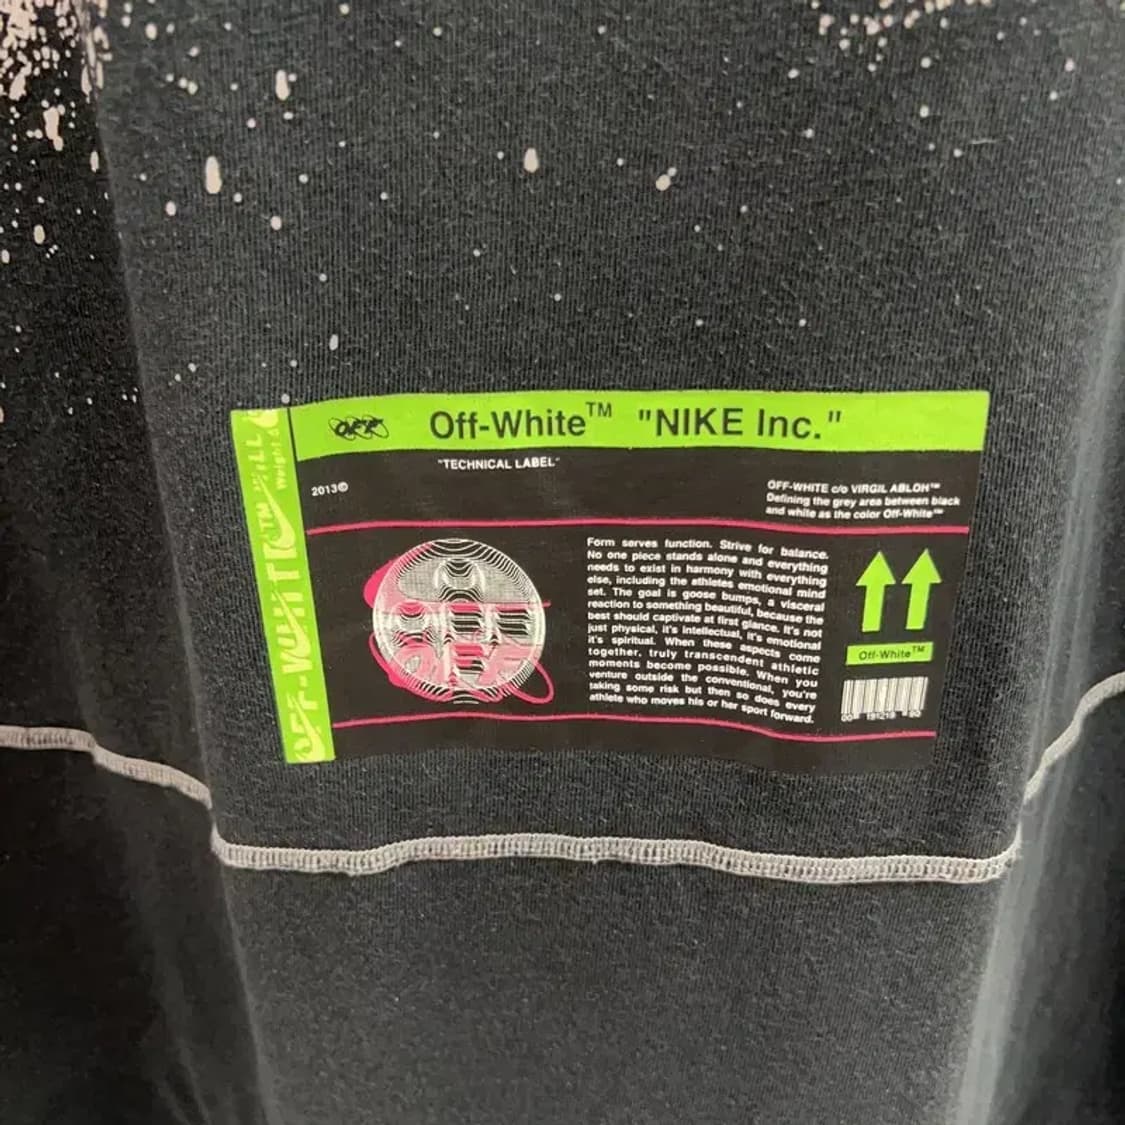 OFF
Off-White™ "NIKE Inc."
"TECHNICAL LABEL"
2013©
OFF-WHITE c/o VIRGIL ABLOH™
Defining the grey area between black
and white as the color Off-White™
Form serves function. Strive for balance.
No one piece stands alone and everything
needs to exist in harmony with everything
else, including the athletes emotional mind
set. The goal is goose bumps, a visceral
reaction to something beautiful, because the
best should captivate at first glance. It's not
just physical, it's intellectual, it's emotional
it's spiritual. When these aspects come
together, truly transcendent athletic
moments become possible. When you
venture outside the conventional, you're
taking some risk but then so does every
athlete who moves his or her sport forward.
Off-White™
OFF-WHITE